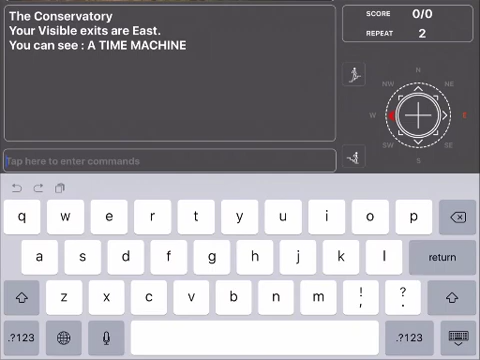 The Conservatory
Your Visible exits are East.
You can see : A TIME MACHINE
SCORE 0/0
REPEAT 2
N
NW NE
W E
SW SE
S
Tap here to enter commands
q w e r t y u i o p
a s d f g h j k l return
z x c v b n m ! , ? .
.?123 .?123